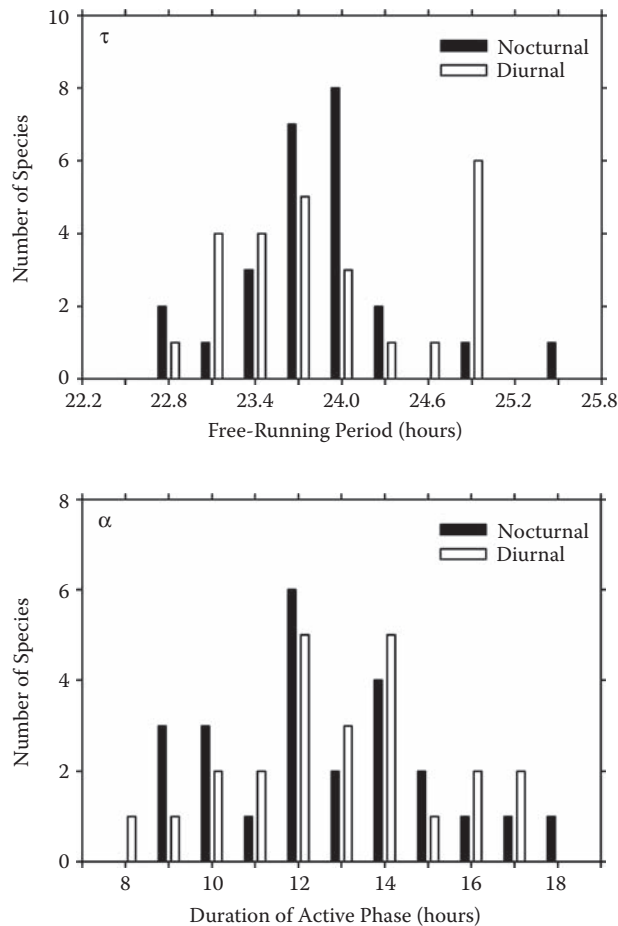 10
τ
Nocturnal
Diurnal
8
6
4
2
0
Number of Species
22.2 22.8 23.4 24.0 24.6 25.2 25.8
Free-Running Period (hours)
8
α
Nocturnal
Diurnal
6
4
2
0
Number of Species
8 10 12 14 16 18
Duration of Active Phase (hours)